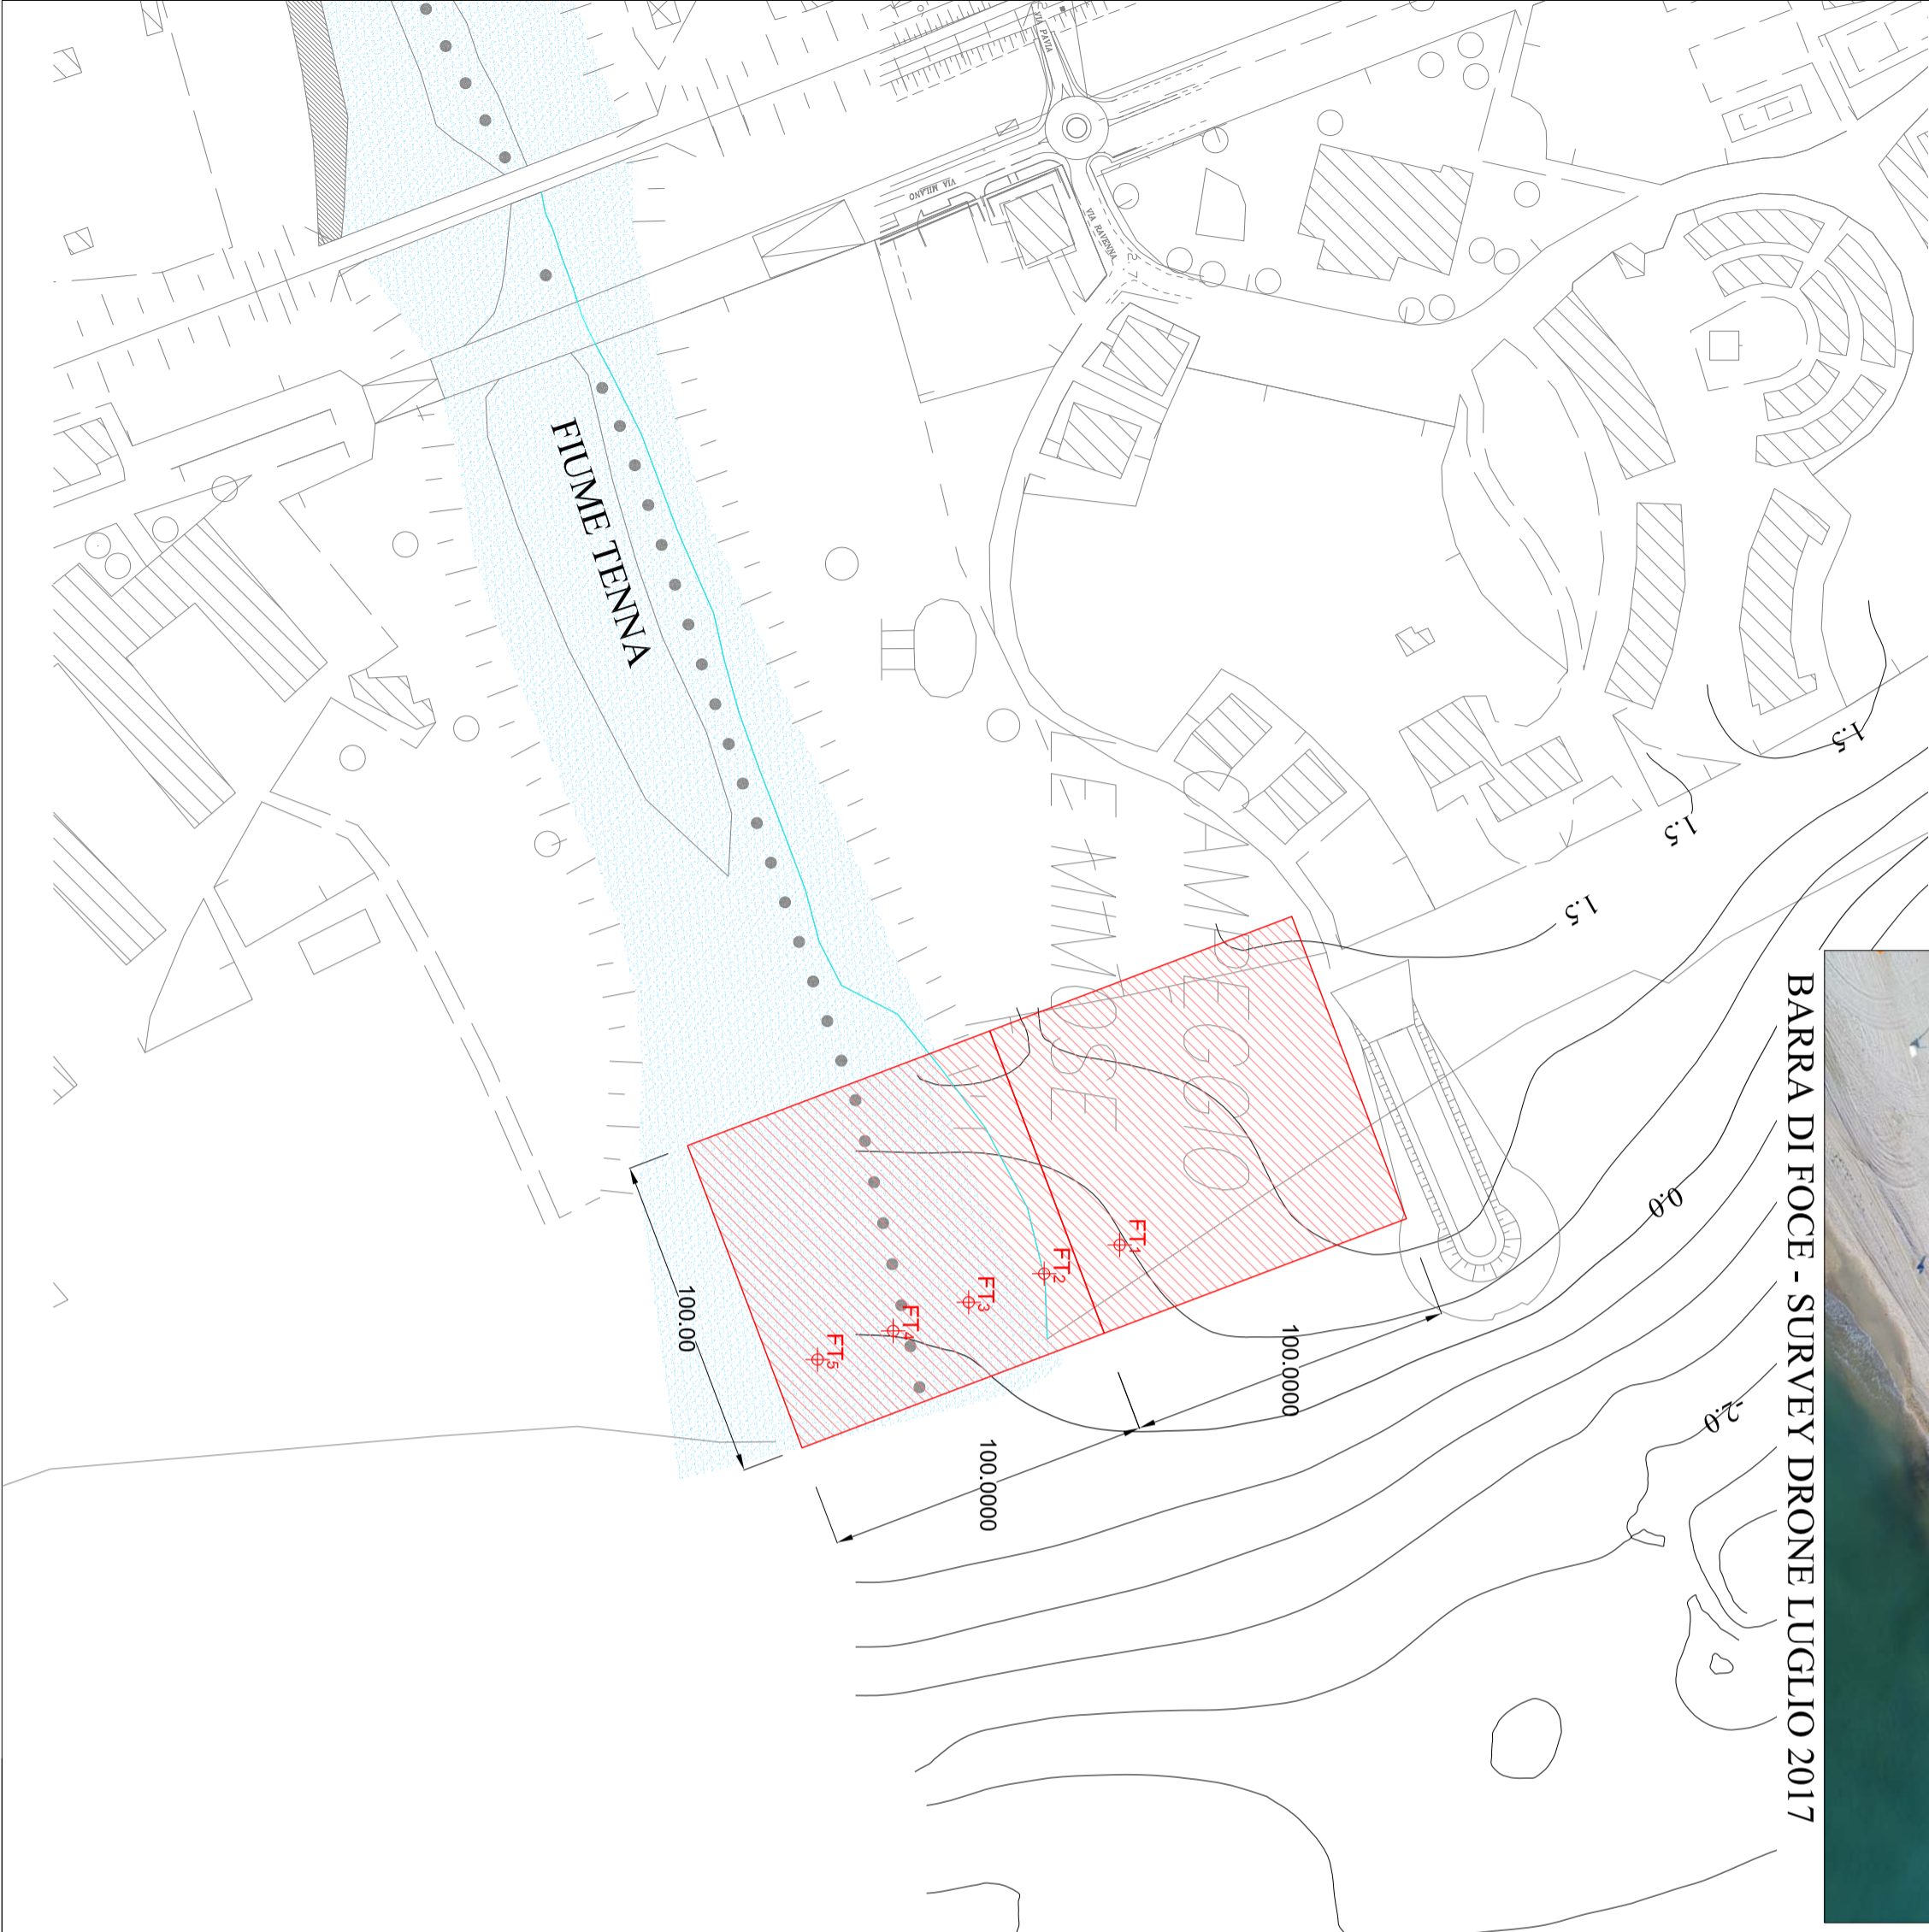 VIA PAVIA
VIA MILANO
VIA RAVENNA
2 7
FIUME TENNA
CAMPEGGIO
LE MIMOSE
1.5
1.5
1.5
0.0
-2.0
FT1
FT2
FT3
FT4
FT5
100.00
100.0000
100.0000
BARRA DI FOCE - SURVEY DRONE LUGLIO 2017